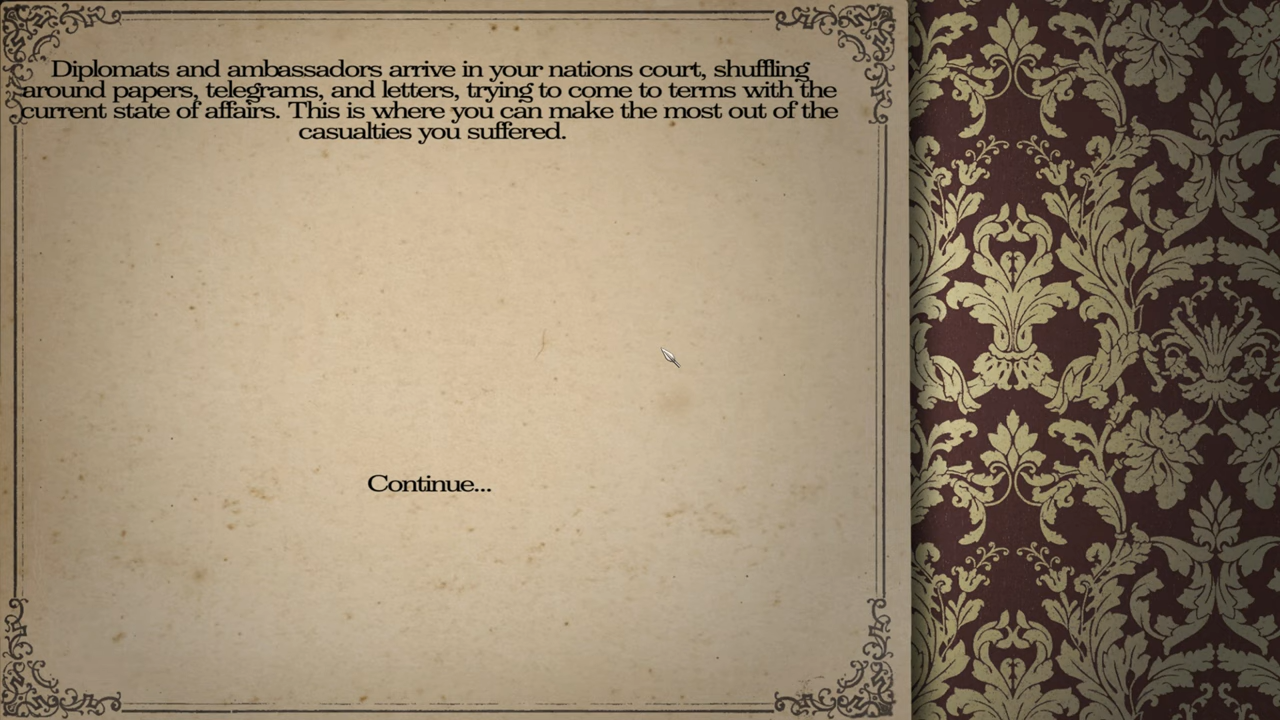 Diplomats and ambassadors arrive in your nations court, shuffling
around papers, telegrams, and letters, trying to come to terms with the
current state of affairs. This is where you can make the most out of the
casualties you suffered.
Continue...